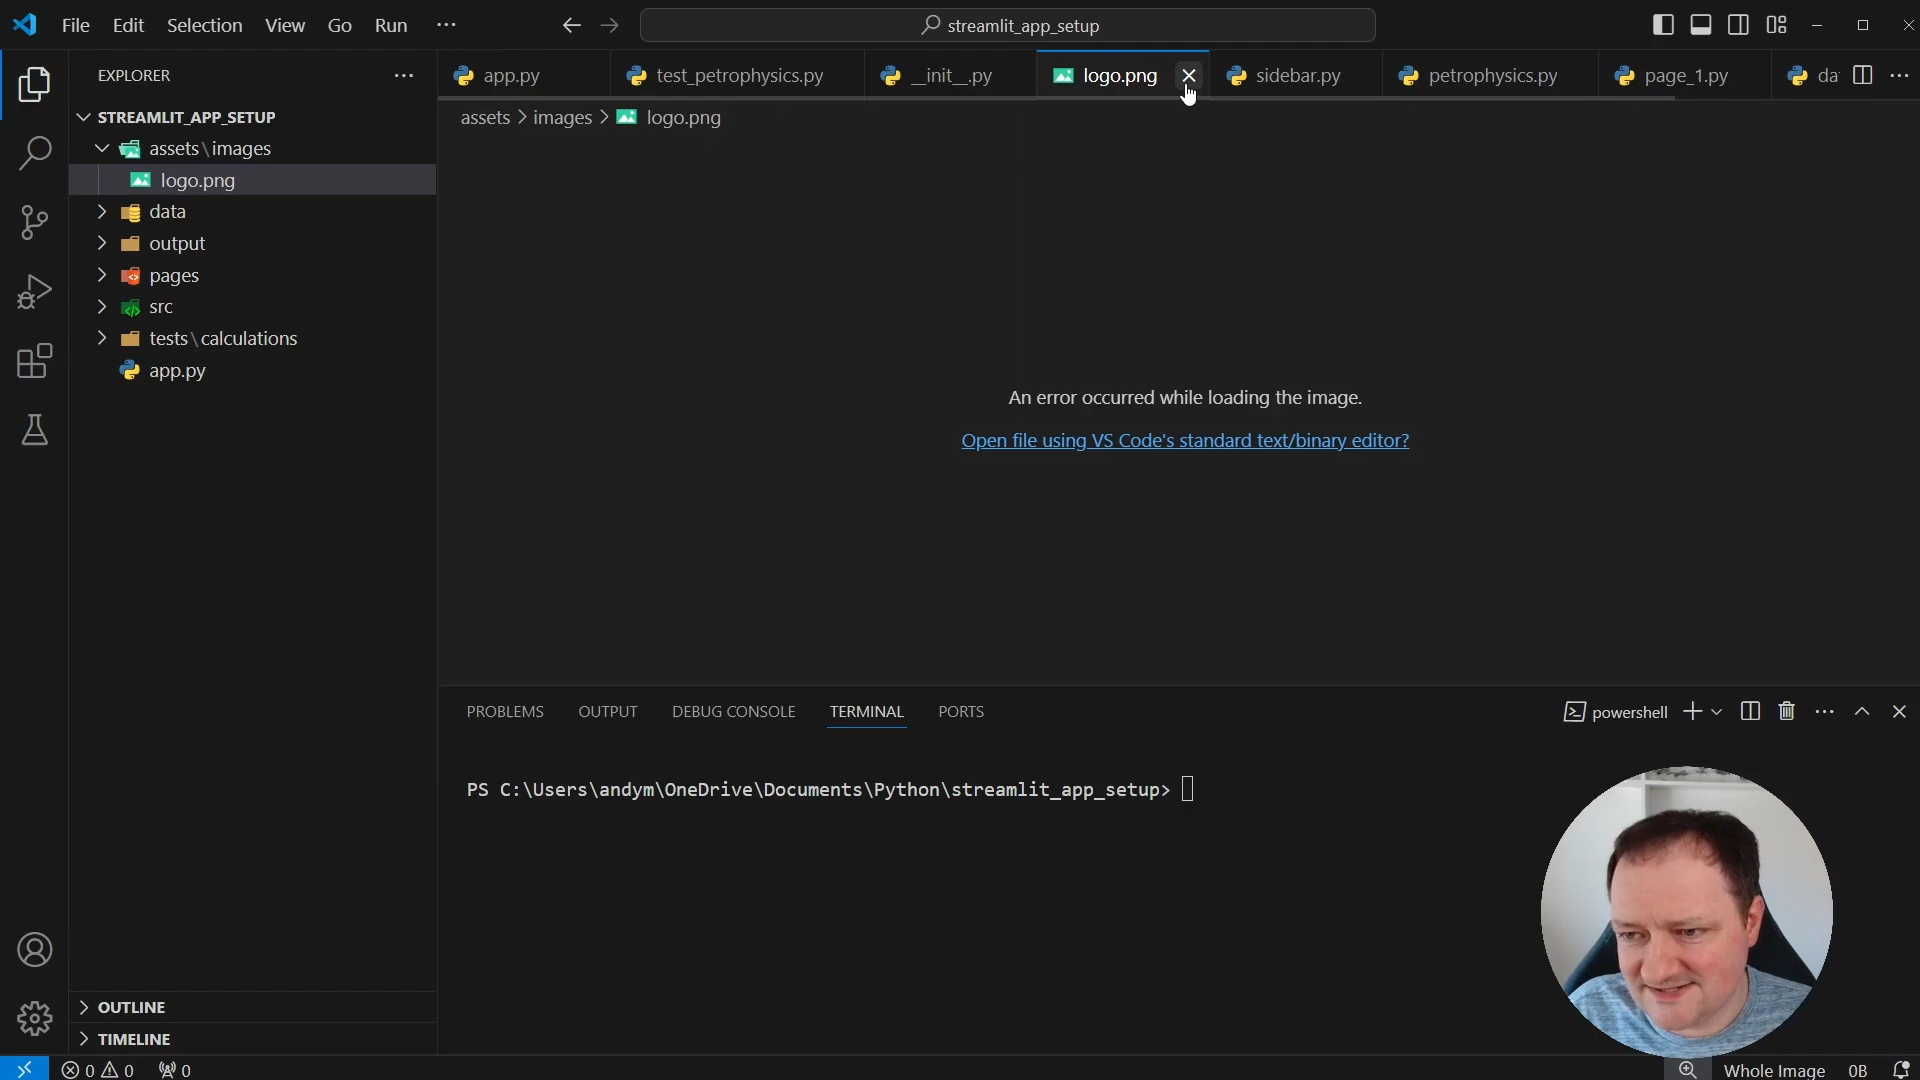 File Edit Selection View Go Run ···
streamlit_app_setup
EXPLORER
STREAMLIT_APP_SETUP
assets\images
logo.png
data
output
pages
src
tests\calculations
app.py
OUTLINE
TIMELINE
app.py test_petrophysics.py __init__.py logo.png sidebar.py petrophysics.py page_1.py da
assets > images > logo.png
An error occurred while loading the image.
Open file using VS Code's standard text/binary editor?
PROBLEMS OUTPUT DEBUG CONSOLE TERMINAL PORTS
powershell
PS C:\Users\andym\OneDrive\Documents\Python\streamlit_app_setup>
0 0 0
Whole Image 0B